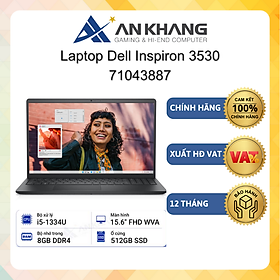 AN KHANG
GAMING & HI-END COMPUTER
Laptop Dell Inspiron 3530
71043887
CHÍNH HÃNG
CAM KẾT
100%
CHÍNH HÃNG
XUẤT HĐ VAT
VAT
12 THÁNG
BẢO HÀNH
Bộ xử lý
i5-1334U
Màn hình
15.6" FHD WVA
Bộ nhớ trong
8GB DDR4
Ổ cứng
512GB SSD